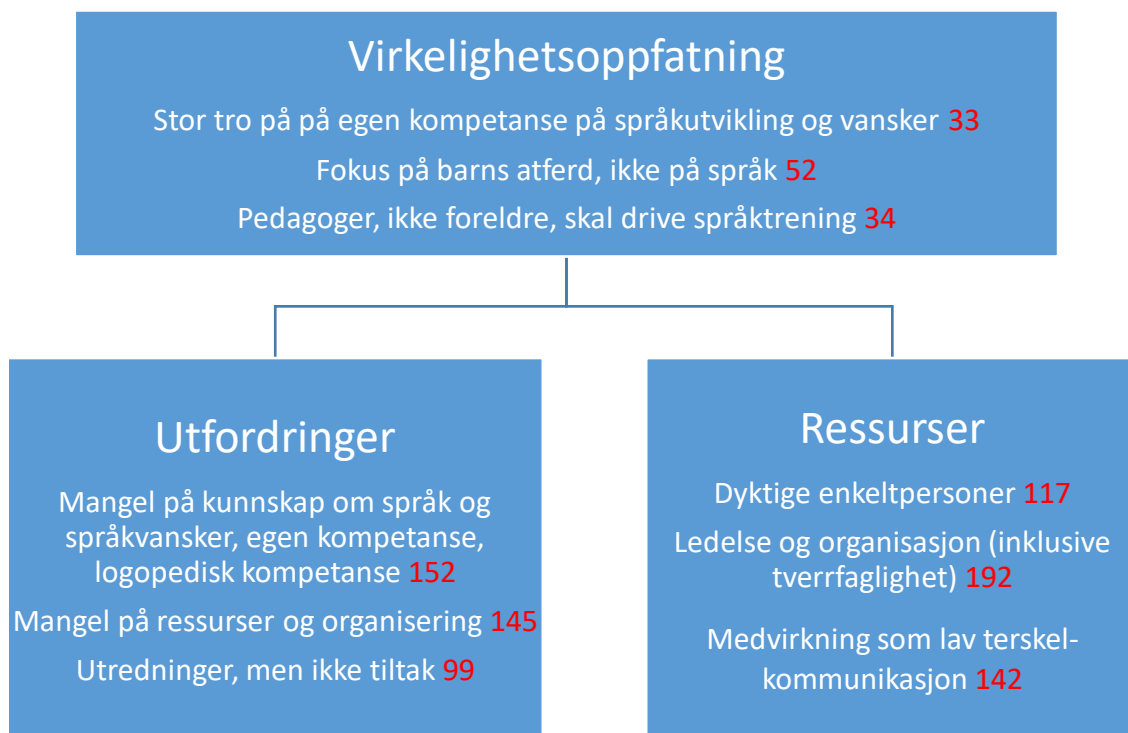 Virkelighetsoppfatning
Stor tro på på egen kompetanse på språkutvikling og vansker 33
Fokus på barns atferd, ikke på språk 52
Pedagoger, ikke foreldre, skal drive språktrening 34
Utfordringer
Mangel på kunnskap om språk og
språkvansker, egen kompetanse,
logopedisk kompetanse 152
Mangel på ressurser og organisering 145
Utredninger, men ikke tiltak 99
Ressurser
Dyktige enkeltpersoner 117
Ledelse og organisasjon (inklusive
tverrfaglighet) 192
Medvirkning som lav terskel-
kommunikasjon 142